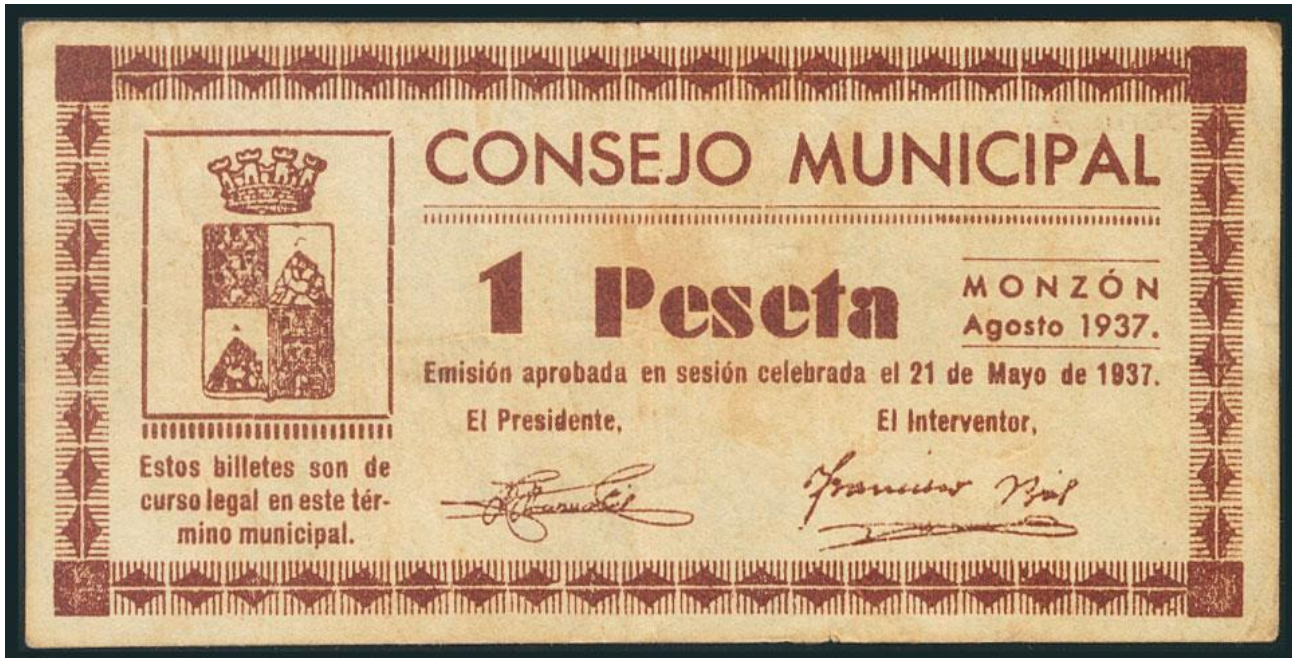 CONSEJO MUNICIPAL
1 Peseta
MONZÓN
Agosto 1937.
Emisión aprobada en sesión celebrada el 21 de Mayo de 1937.
El Presidente,
El Interventor,
Estos billetes son de
curso legal en este tér-
mino municipal.
Francisco